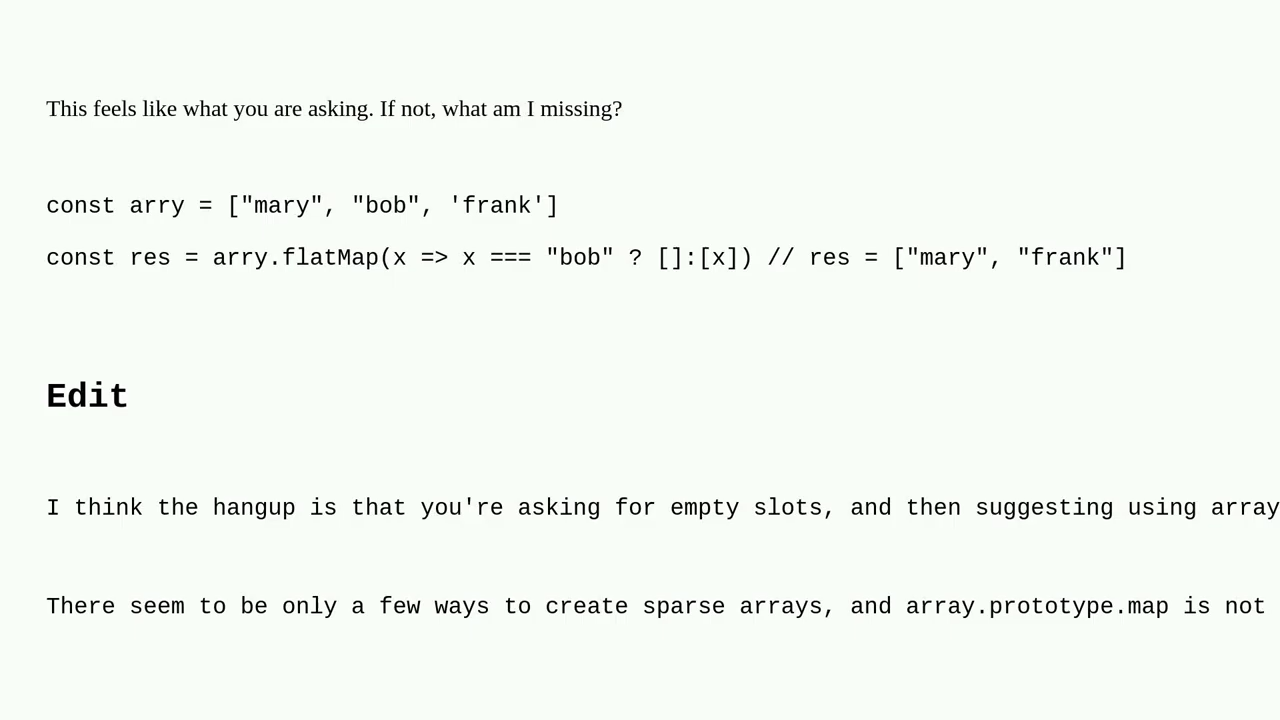 This feels like what you are asking. If not, what am I missing?
const arry = ["mary", "bob", 'frank']
const res = arry.flatMap(x => x === "bob" ? []:[x]) // res = ["mary", "frank"]
Edit
I think the hangup is that you're asking for empty slots, and then suggesting using array
There seem to be only a few ways to create sparse arrays, and array.prototype.map is not